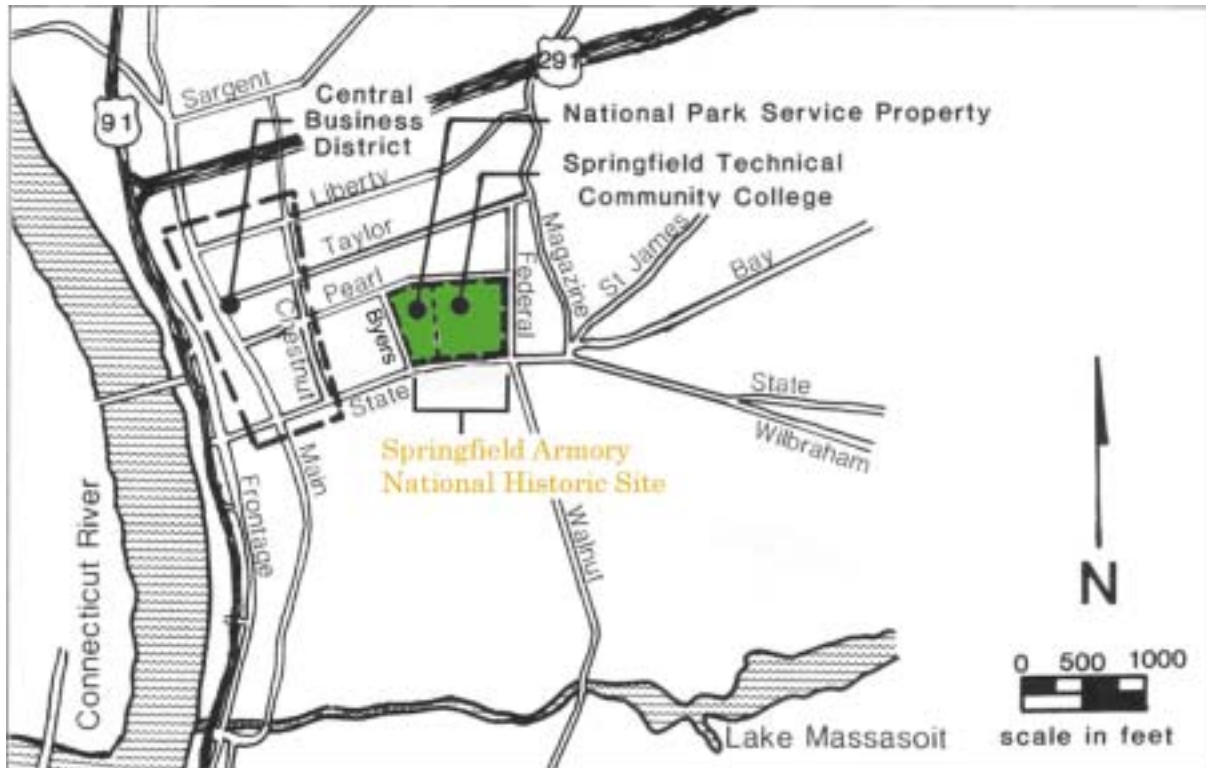 Sargent
91
291
Central
Business
District
National Park Service Property
Springfield Technical
Community College
Liberty
Taylor
Pearl
Byers
Chestnut
Federal
Magazine
St James
Bay
State
State
Wilbraham
Springfield Armory
National Historic Site
Main
Frontage
Walnut
Connecticut River
N
0 500 1000
scale in feet
Lake Massasoit